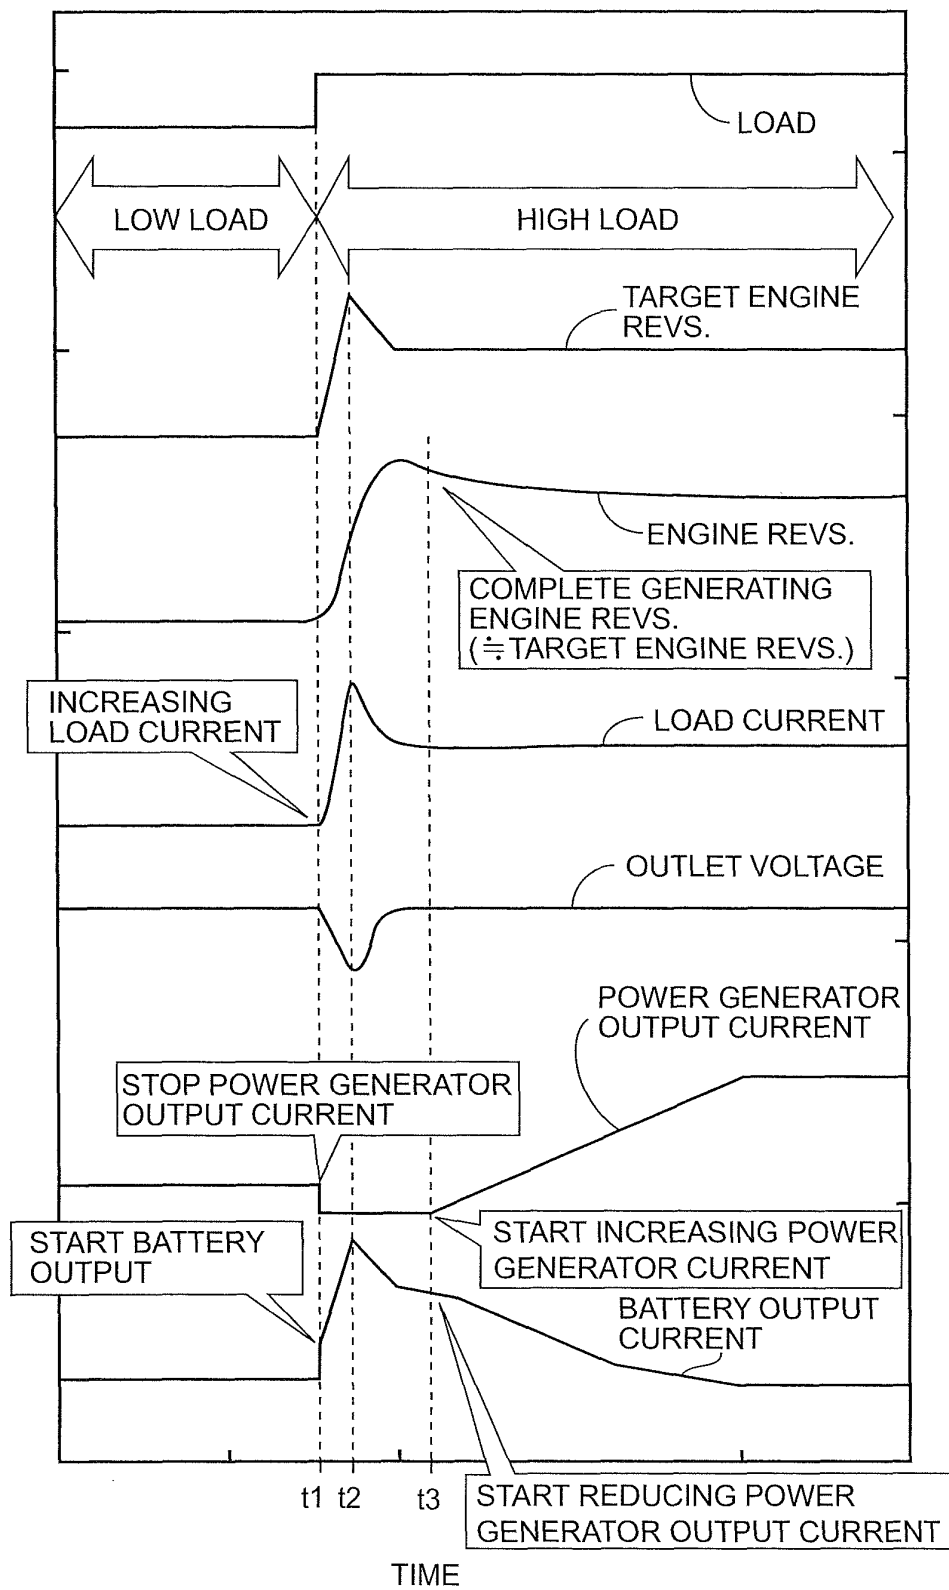 LOAD
LOW LOAD
HIGH LOAD
TARGET ENGINE
REVS.
ENGINE REVS.
COMPLETE GENERATING
ENGINE REVS.
(≒TARGET ENGINE REVS.)
INCREASING
LOAD CURRENT
LOAD CURRENT
OUTLET VOLTAGE
POWER GENERATOR
OUTPUT CURRENT
STOP POWER GENERATOR
OUTPUT CURRENT
START BATTERY
OUTPUT
START INCREASING POWER
GENERATOR CURRENT
BATTERY OUTPUT
CURRENT
t1 t2 t3
START REDUCING POWER
GENERATOR OUTPUT CURRENT
TIME